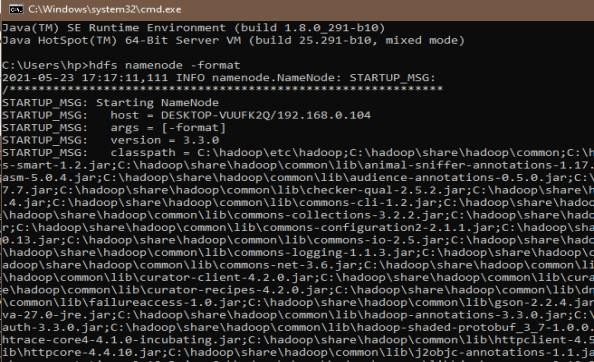 C:\Windows\system32\cmd.exe
Java(TM) SE Runtime Environment (build 1.8.0_291-b10)
Java HotSpot(TM) 64-Bit Server VM (build 25.291-b10, mixed mode)
C:\Users\hp>hdfs namenode -format
2021-05-23 17:17:11,111 INFO namenode.NameNode: STARTUP_MSG:
/************************************************************
STARTUP_MSG: Starting NameNode
STARTUP_MSG:   host = DESKTOP-VUUFK2Q/192.168.0.104
STARTUP_MSG:   args = [-format]
STARTUP_MSG:   version = 3.3.0
STARTUP_MSG:   classpath = C:\hadoop\etc\hadoop;C:\hadoop\share\hadoop\common;C:\h
s-smart-1.2.jar;C:\hadoop\share\hadoop\common\lib\animal-sniffer-annotations-1.17.
asm-5.0.4.jar;C:\hadoop\share\hadoop\common\lib\audience-annotations-0.5.0.jar;C:\
7.7.jar;C:\hadoop\share\hadoop\common\lib\checker-qual-2.5.2.jar;C:\hadoop\share\h
.4.jar;C:\hadoop\share\hadoop\common\lib\commons-cli-1.2.jar;C:\hadoop\share\hadoo
\hadoop\share\hadoop\common\lib\commons-collections-3.2.2.jar;C:\hadoop\share\hado
r;C:\hadoop\share\hadoop\common\lib\commons-configuration2-2.1.1.jar;C:\hadoop\sha
0.13.jar;C:\hadoop\share\hadoop\common\lib\commons-io-2.5.jar;C:\hadoop\share\hado
hadoop\share\hadoop\common\lib\commons-logging-1.1.3.jar;C:\hadoop\share\hadoop\co
adoop\share\hadoop\common\lib\commons-net-3.6.jar;C:\hadoop\share\hadoop\common\li
\hadoop\common\lib\curator-client-4.2.0.jar;C:\hadoop\share\hadoop\common\lib\cura
e\hadoop\common\lib\curator-recipes-4.2.0.jar;C:\hadoop\share\hadoop\common\lib\dn
\common\lib\failureaccess-1.0.jar;C:\hadoop\share\hadoop\common\lib\gson-2.2.4.jar
va-27.0-jre.jar;C:\hadoop\share\hadoop\common\lib\hadoop-annotations-3.3.0.jar;C:\
auth-3.3.0.jar;C:\hadoop\share\hadoop\common\lib\hadoop-shaded-protobuf_3_7-1.0.0.
htrace-core4-4.1.0-incubating.jar;C:\hadoop\share\hadoop\common\lib\httpclient-4.5
ib\httpcore-4.4.10.jar;C:\hadoop\share\hadoop\common\lib\j2objc-annotations-1.1.ja